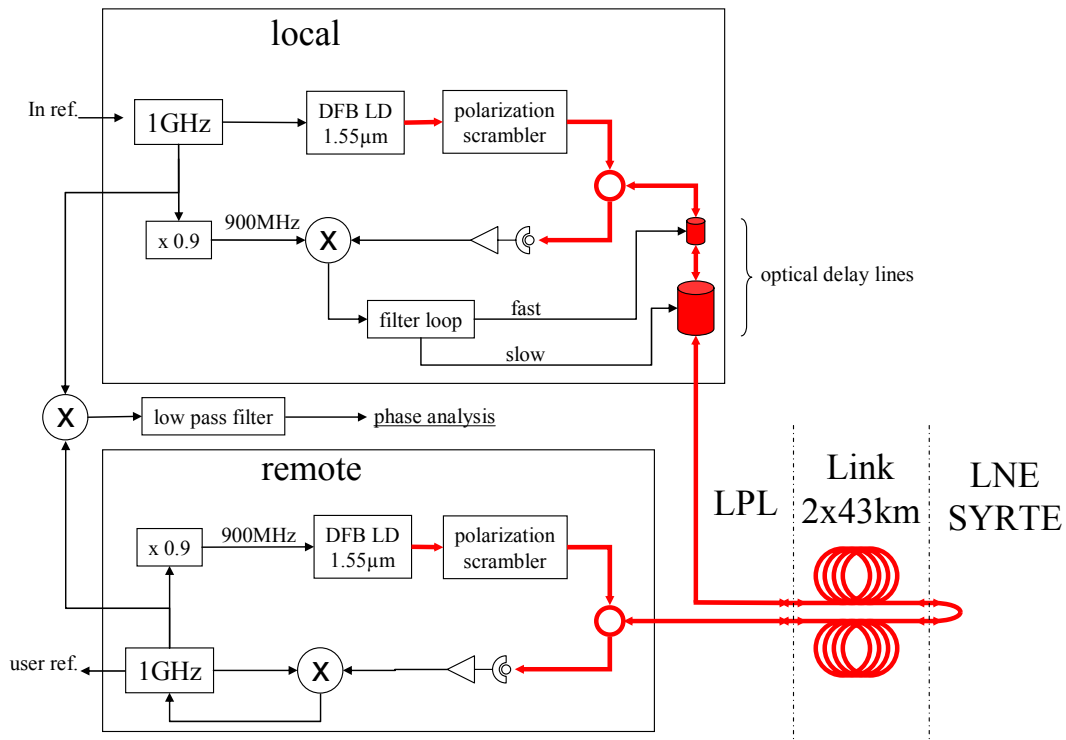 local
In ref.
1GHz
DFB LD
1.55µm
polarization
scrambler
x 0.9
900MHz
X
optical delay lines
filter loop
fast
slow
X
low pass filter
phase analysis
remote
LPL
Link
2x43km
LNE
SYRTE
x 0.9
900MHz
DFB LD
1.55µm
polarization
scrambler
user ref.
1GHz
X